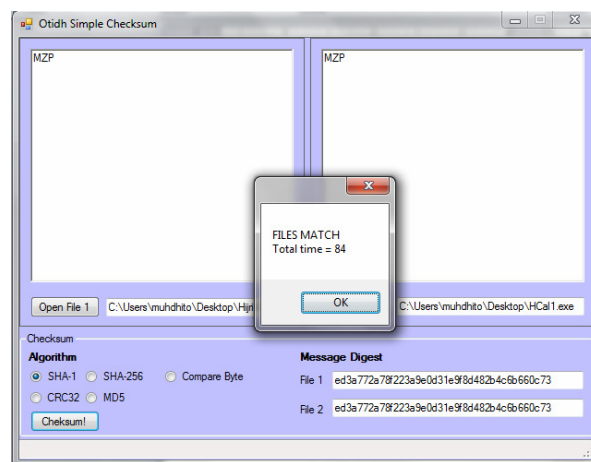 Otidh Simple Checksum
MZP
MZP
FILES MATCH
Total time = 84
OK
Open File 1
C:\Users\muhdhito\Desktop\Hijri
C:\Users\muhdhito\Desktop\HCal1.exe
Checksum
Algorithm
SHA-1 SHA-256 Compare Byte
CRC32 MD5
Cheksum!
Message Digest
File 1 ed3a772a78f223a9e0d31e9f8d482b4c6b660c73
File 2 ed3a772a78f223a9e0d31e9f8d482b4c6b660c73